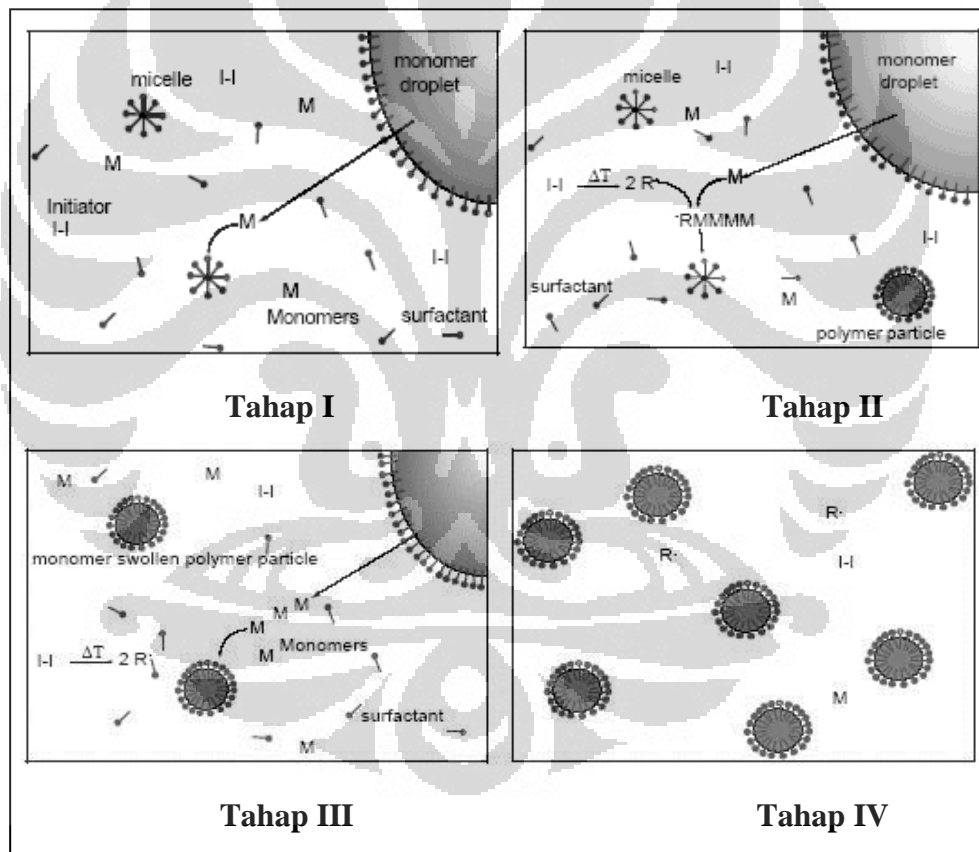 micelle
I-I
M
monomer
droplet
M
Initiator
I-I
M
I-I
M
Monomers
surfactant
Tahap I
micelle
I-I
M
monomer
droplet
I-I ΔT 2 R·
M
·RMMMM
I-I
surfactant
M
polymer particle
Tahap II
M
M
I-I
monomer swollen polymer particle
M
M
M
Monomers
M
I-I ΔT 2 R·
surfactant
M
Tahap III
R·
R·
I-I
M
Tahap IV